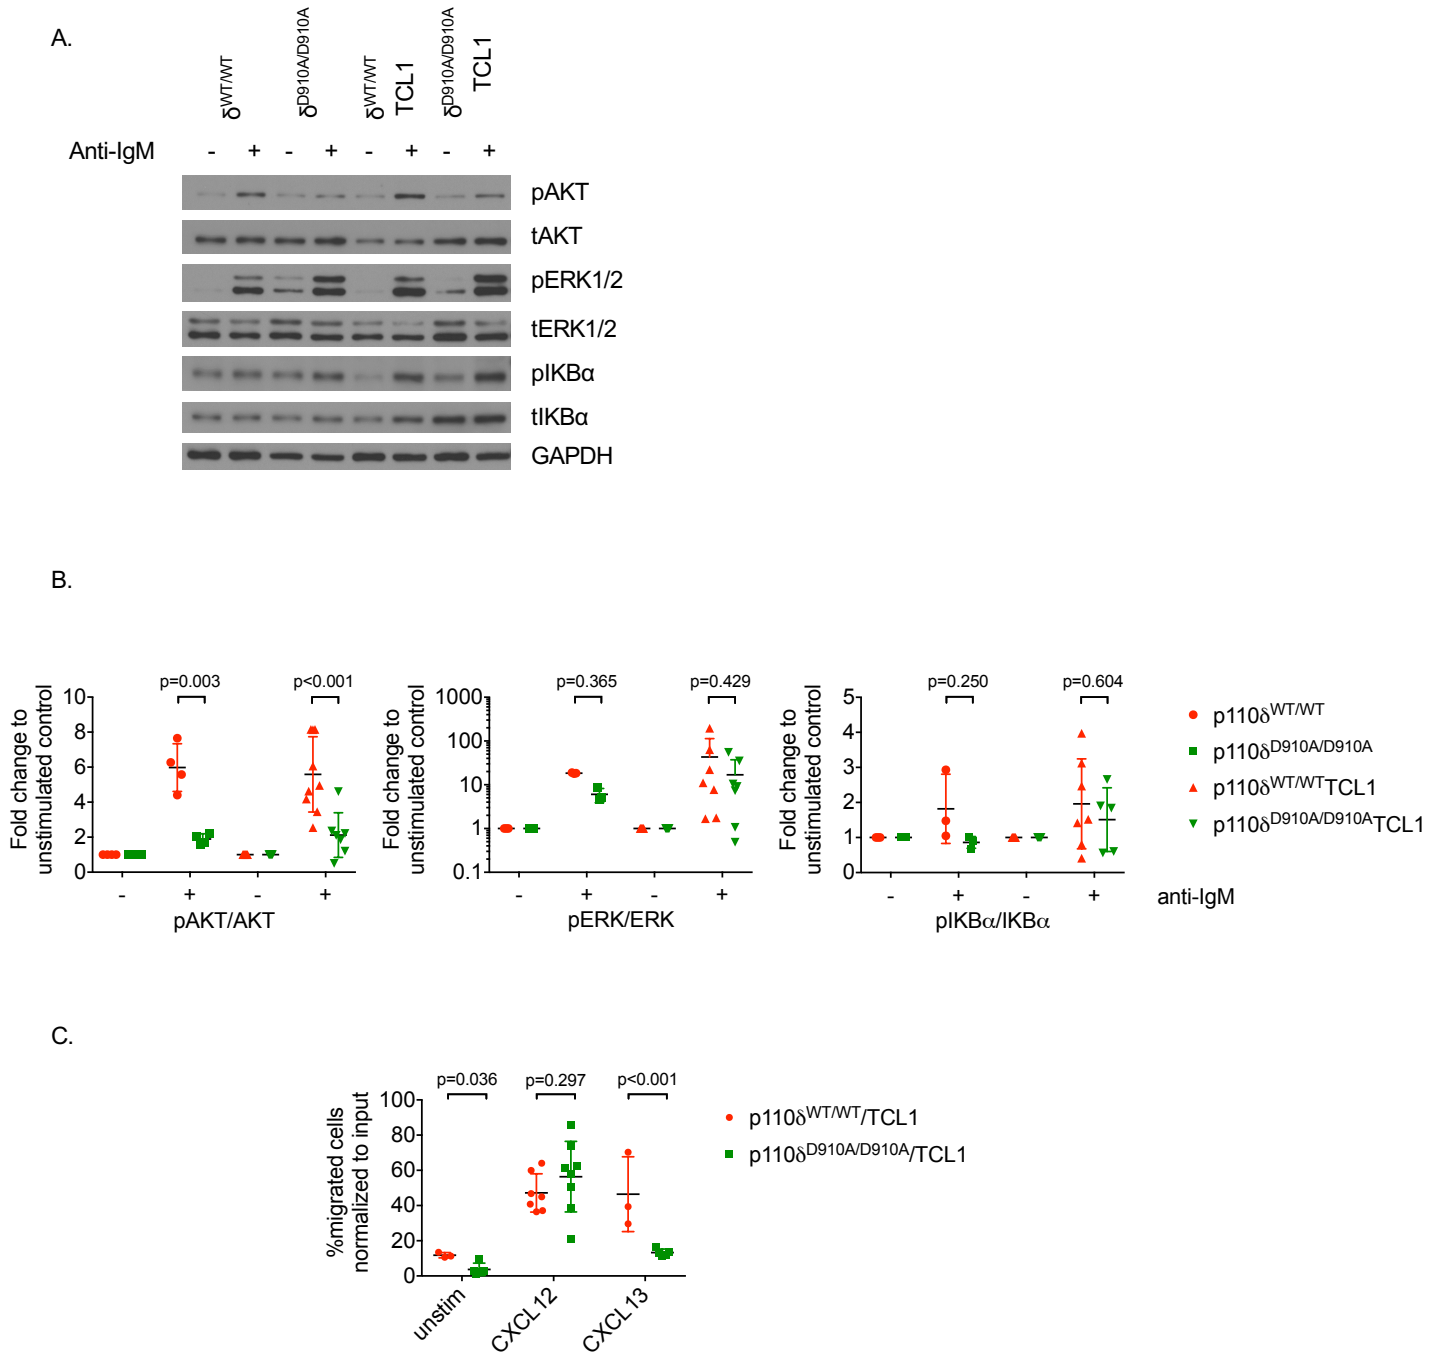 A.
δWT/WT
δD910A/D910A
δWT/WT
TCL1
δD910A/D910A
TCL1
Anti-IgM - + - + - + - +
pAKT
tAKT
pERK1/2
tERK1/2
pIKBα
tIKBα
GAPDH
B.
Fold change to
unstimulated control
10
8
6
4
2
0
p=0.003
p<0.001
- + - +
pAKT/AKT
Fold change to
unstimulated control
1000
100
10
1
0.1
p=0.365
p=0.429
- + - +
pERK/ERK
Fold change to
unstimulated control
5
4
3
2
1
0
p=0.250
p=0.604
- + - +
anti-IgM
pIKBα/IKBα
p110δWT/WT
p110δD910A/D910A
p110δWT/WTTCL1
p110δD910A/D910ATCL1
C.
%migrated cells
normalized to input
100
80
60
40
20
0
p=0.036
p=0.297
p<0.001
unstim
CXCL12
CXCL13
p110δWT/WT/TCL1
p110δD910A/D910A/TCL1